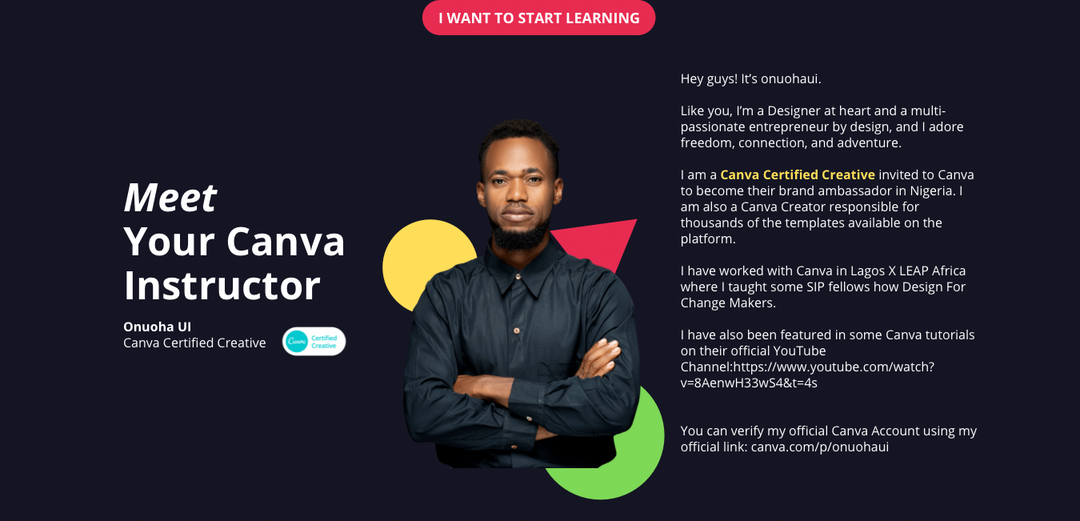 I WANT TO START LEARNING
Meet
Your Canva
Instructor
Onuoha UI
Canva Certified Creative
Canva
Certified
Creative
Hey guys! It's onuohaui.
Like you, I'm a Designer at heart and a multi-
passionate entrepreneur by design, and I adore
freedom, connection, and adventure.
I am a Canva Certified Creative invited to Canva
to become their brand ambassador in Nigeria. I
am also a Canva Creator responsible for
thousands of the templates available on the
platform.
I have worked with Canva in Lagos X LEAP Africa
where I taught some SIP fellows how Design For
Change Makers.
I have also been featured in some Canva tutorials
on their official YouTube
Channel:https://www.youtube.com/watch?
v=8AenwH33wS4&t=4s
You can verify my official Canva Account using my
official link: canva.com/p/onuohaui